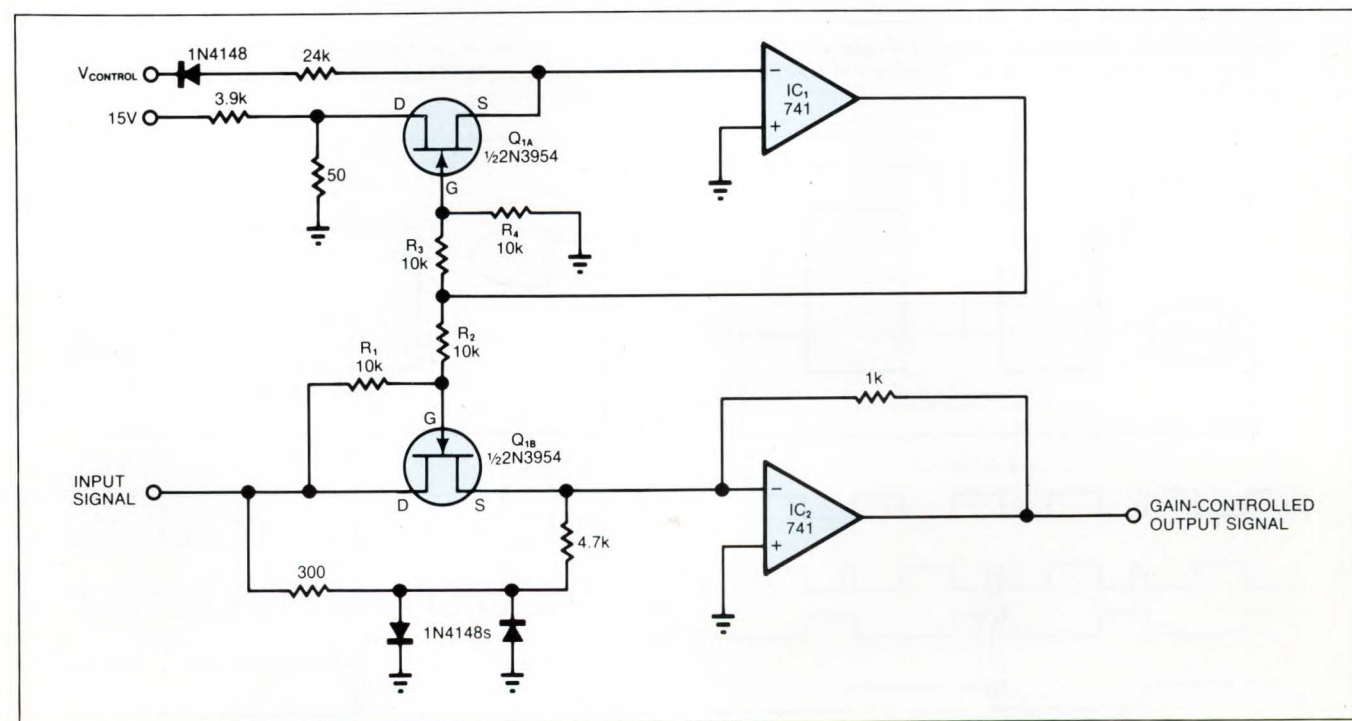 1N4148
24k
VCONTROL
3.9k
15V
D
S
Q1A
½2N3954
G
50
R4
10k
R3
10k
−
IC1
741
+
R2
10k
R1
10k
1k
G
Q1B
½2N3954
INPUT
SIGNAL
D
S
−
IC2
741
+
GAIN-CONTROLLED
OUTPUT SIGNAL
4.7k
300
1N4148s